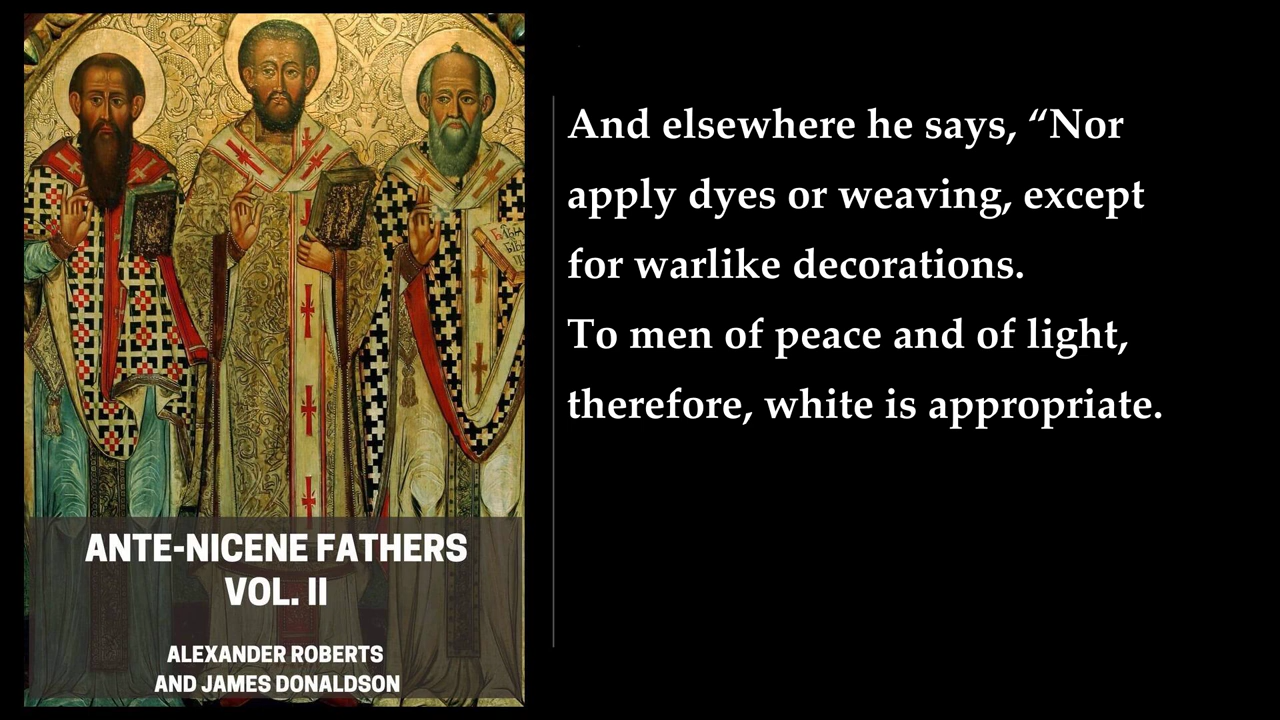 And elsewhere he says, “Nor
apply dyes or weaving, except
for warlike decorations.
To men of peace and of light,
therefore, white is appropriate.
ANTE-NICENE FATHERS
VOL. II
ALEXANDER ROBERTS
AND JAMES DONALDSON